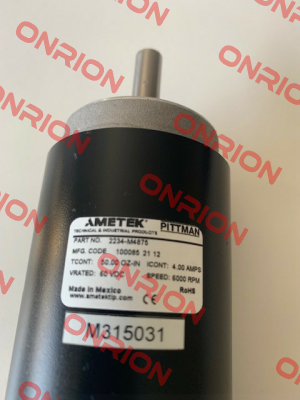 ONRION
ONRION
ONRION
ONRION
ONRION
ONRION
AMETEK PITTMAN
TECHNICAL & INDUSTRIAL PRODUCTS
PART NO. 2234-M4875
MFG. CODE 100085 21 12
TCONT: 50.00 OZ-IN ICONT: 4.00 AMPS
VRATED: 60 VDC SPEED: 6000 RPM
Made in Mexico RoHS
www.ametektip.com CE
M315031